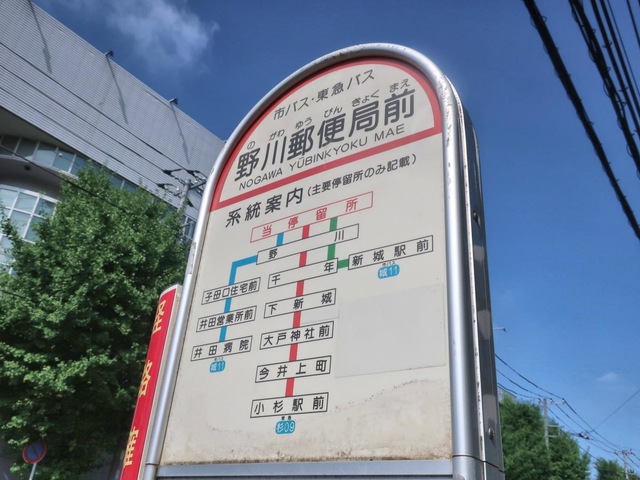 市バス・東急バス
の がわ ゆう びん きょく まえ
野川郵便局前
NOGAWA YŪBINKYOKU MAE
系統案内(主要停留所のみ記載)
当停留所
野川
千年
新城駅前
城11
子母口住宅前
下新城
井田営業所前
大戸神社前
井田病院
城11
今井上町
小杉駅前
杉09